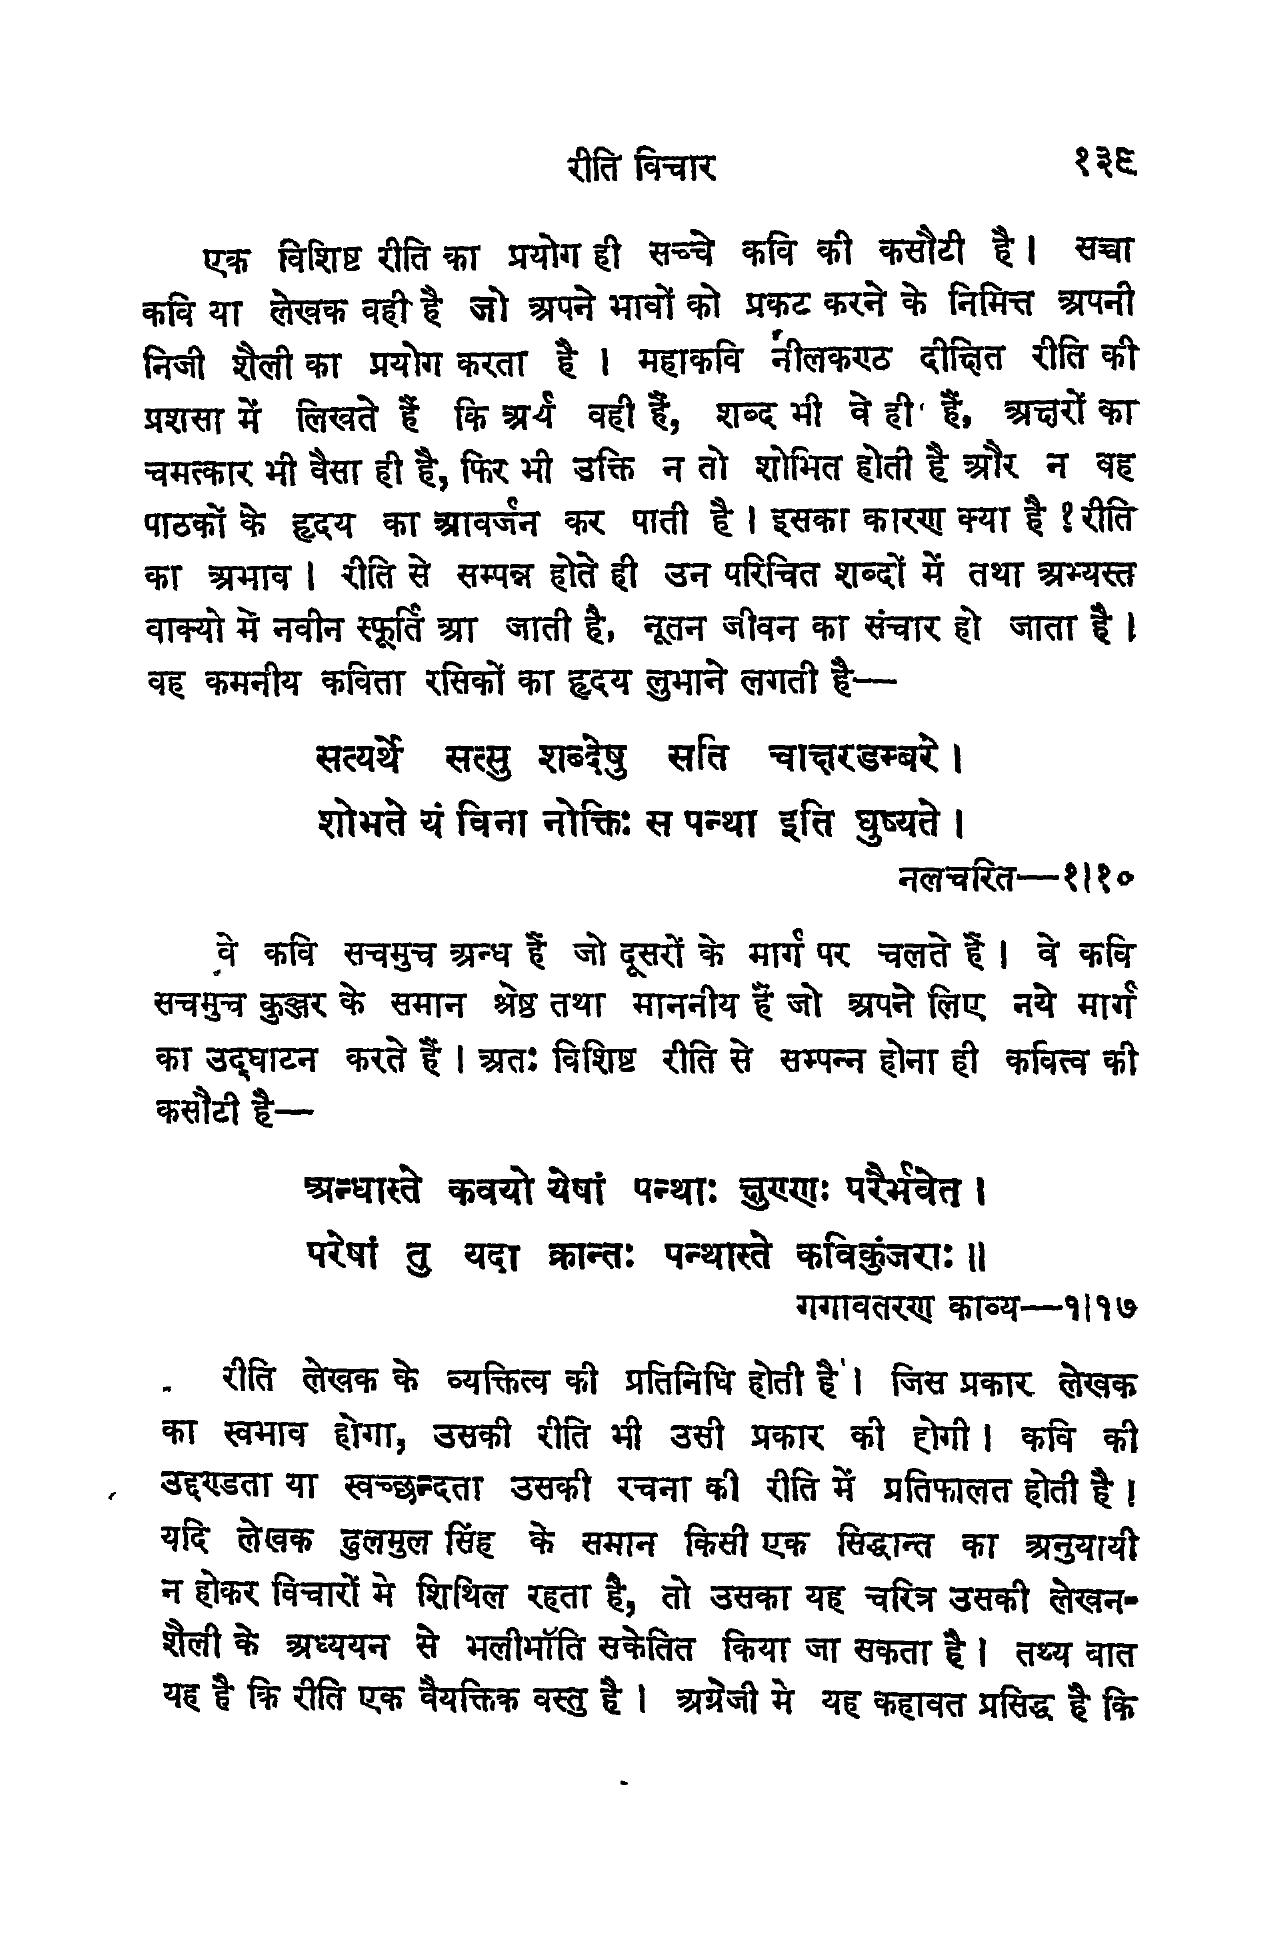 रीति विचार १३९
एक विशिष्ट रीति का प्रयोग ही सच्चे कवि की कसौटी है। सच्चा
कवि या लेखक वही है जो अपने भावों को प्रकट करने के निमित्त अपनी
निजी शैली का प्रयोग करता है । महाकवि नीलकण्ठ दीक्षित रीति की
प्रशसा में लिखते हैं कि अर्थ वही हैं, शब्द भी वे ही हैं, अक्षरों का
चमत्कार भी वैसा ही है, फिर भी उक्ति न तो शोभित होती है और न वह
पाठकों के हृदय का आवर्जन कर पाती है । इसका कारण क्या है ? रीति
का अभाव । रीति से सम्पन्न होते ही उन परिचित शब्दों में तथा अभ्यस्त
वाक्यो में नवीन स्फूर्ति आ जाती है, नूतन जीवन का संचार हो जाता है ।
वह कमनीय कविता रसिकों का हृदय लुभाने लगती है—
सत्यर्थे सत्सु शब्देषु सति चाक्षरडम्बरे ।
शोभते यं विना नोक्तिः स पन्था इति घुष्यते ।
नलचरित—१।१०
वे कवि सचमुच अन्ध हैं जो दूसरों के मार्ग पर चलते हैं । वे कवि
सचमुच कुञ्जर के समान श्रेष्ठ तथा माननीय हैं जो अपने लिए नये मार्ग
का उद्घाटन करते हैं । अतः विशिष्ट रीति से सम्पन्न होना ही कवित्व की
कसौटी है—
अन्धास्ते कवयो येषां पन्थाः क्षुण्णः परैर्भवेत् ।
परेषां तु यदा क्रान्तः पन्थास्ते कविकुंजराः ॥
गगावतरण काव्य—१।१७
रीति लेखक के व्यक्तित्व की प्रतिनिधि होती है । जिस प्रकार लेखक
का स्वभाव होगा, उसकी रीति भी उसी प्रकार की होगी । कवि की
उद्दण्डता या स्वच्छन्दता उसकी रचना की रीति में प्रतिफालत होती है ।
यदि लेखक ढुलमुल सिंह के समान किसी एक सिद्धान्त का अनुयायी
न होकर विचारों मे शिथिल रहता है, तो उसका यह चरित्र उसकी लेखन-
शैली के अध्ययन से भलीभाँति सकेतित किया जा सकता है । तथ्य बात
यह है कि रीति एक वैयक्तिक वस्तु है । अग्रेजी मे यह कहावत प्रसिद्ध है कि